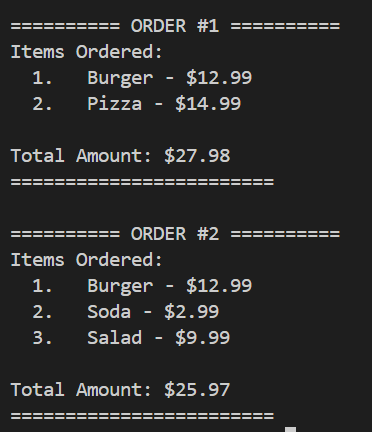 ========== ORDER #1 ==========
Items Ordered:
  1.   Burger - $12.99
  2.   Pizza - $14.99

Total Amount: $27.98
========================

========== ORDER #2 ==========
Items Ordered:
  1.   Burger - $12.99
  2.   Soda - $2.99
  3.   Salad - $9.99

Total Amount: $25.97
========================